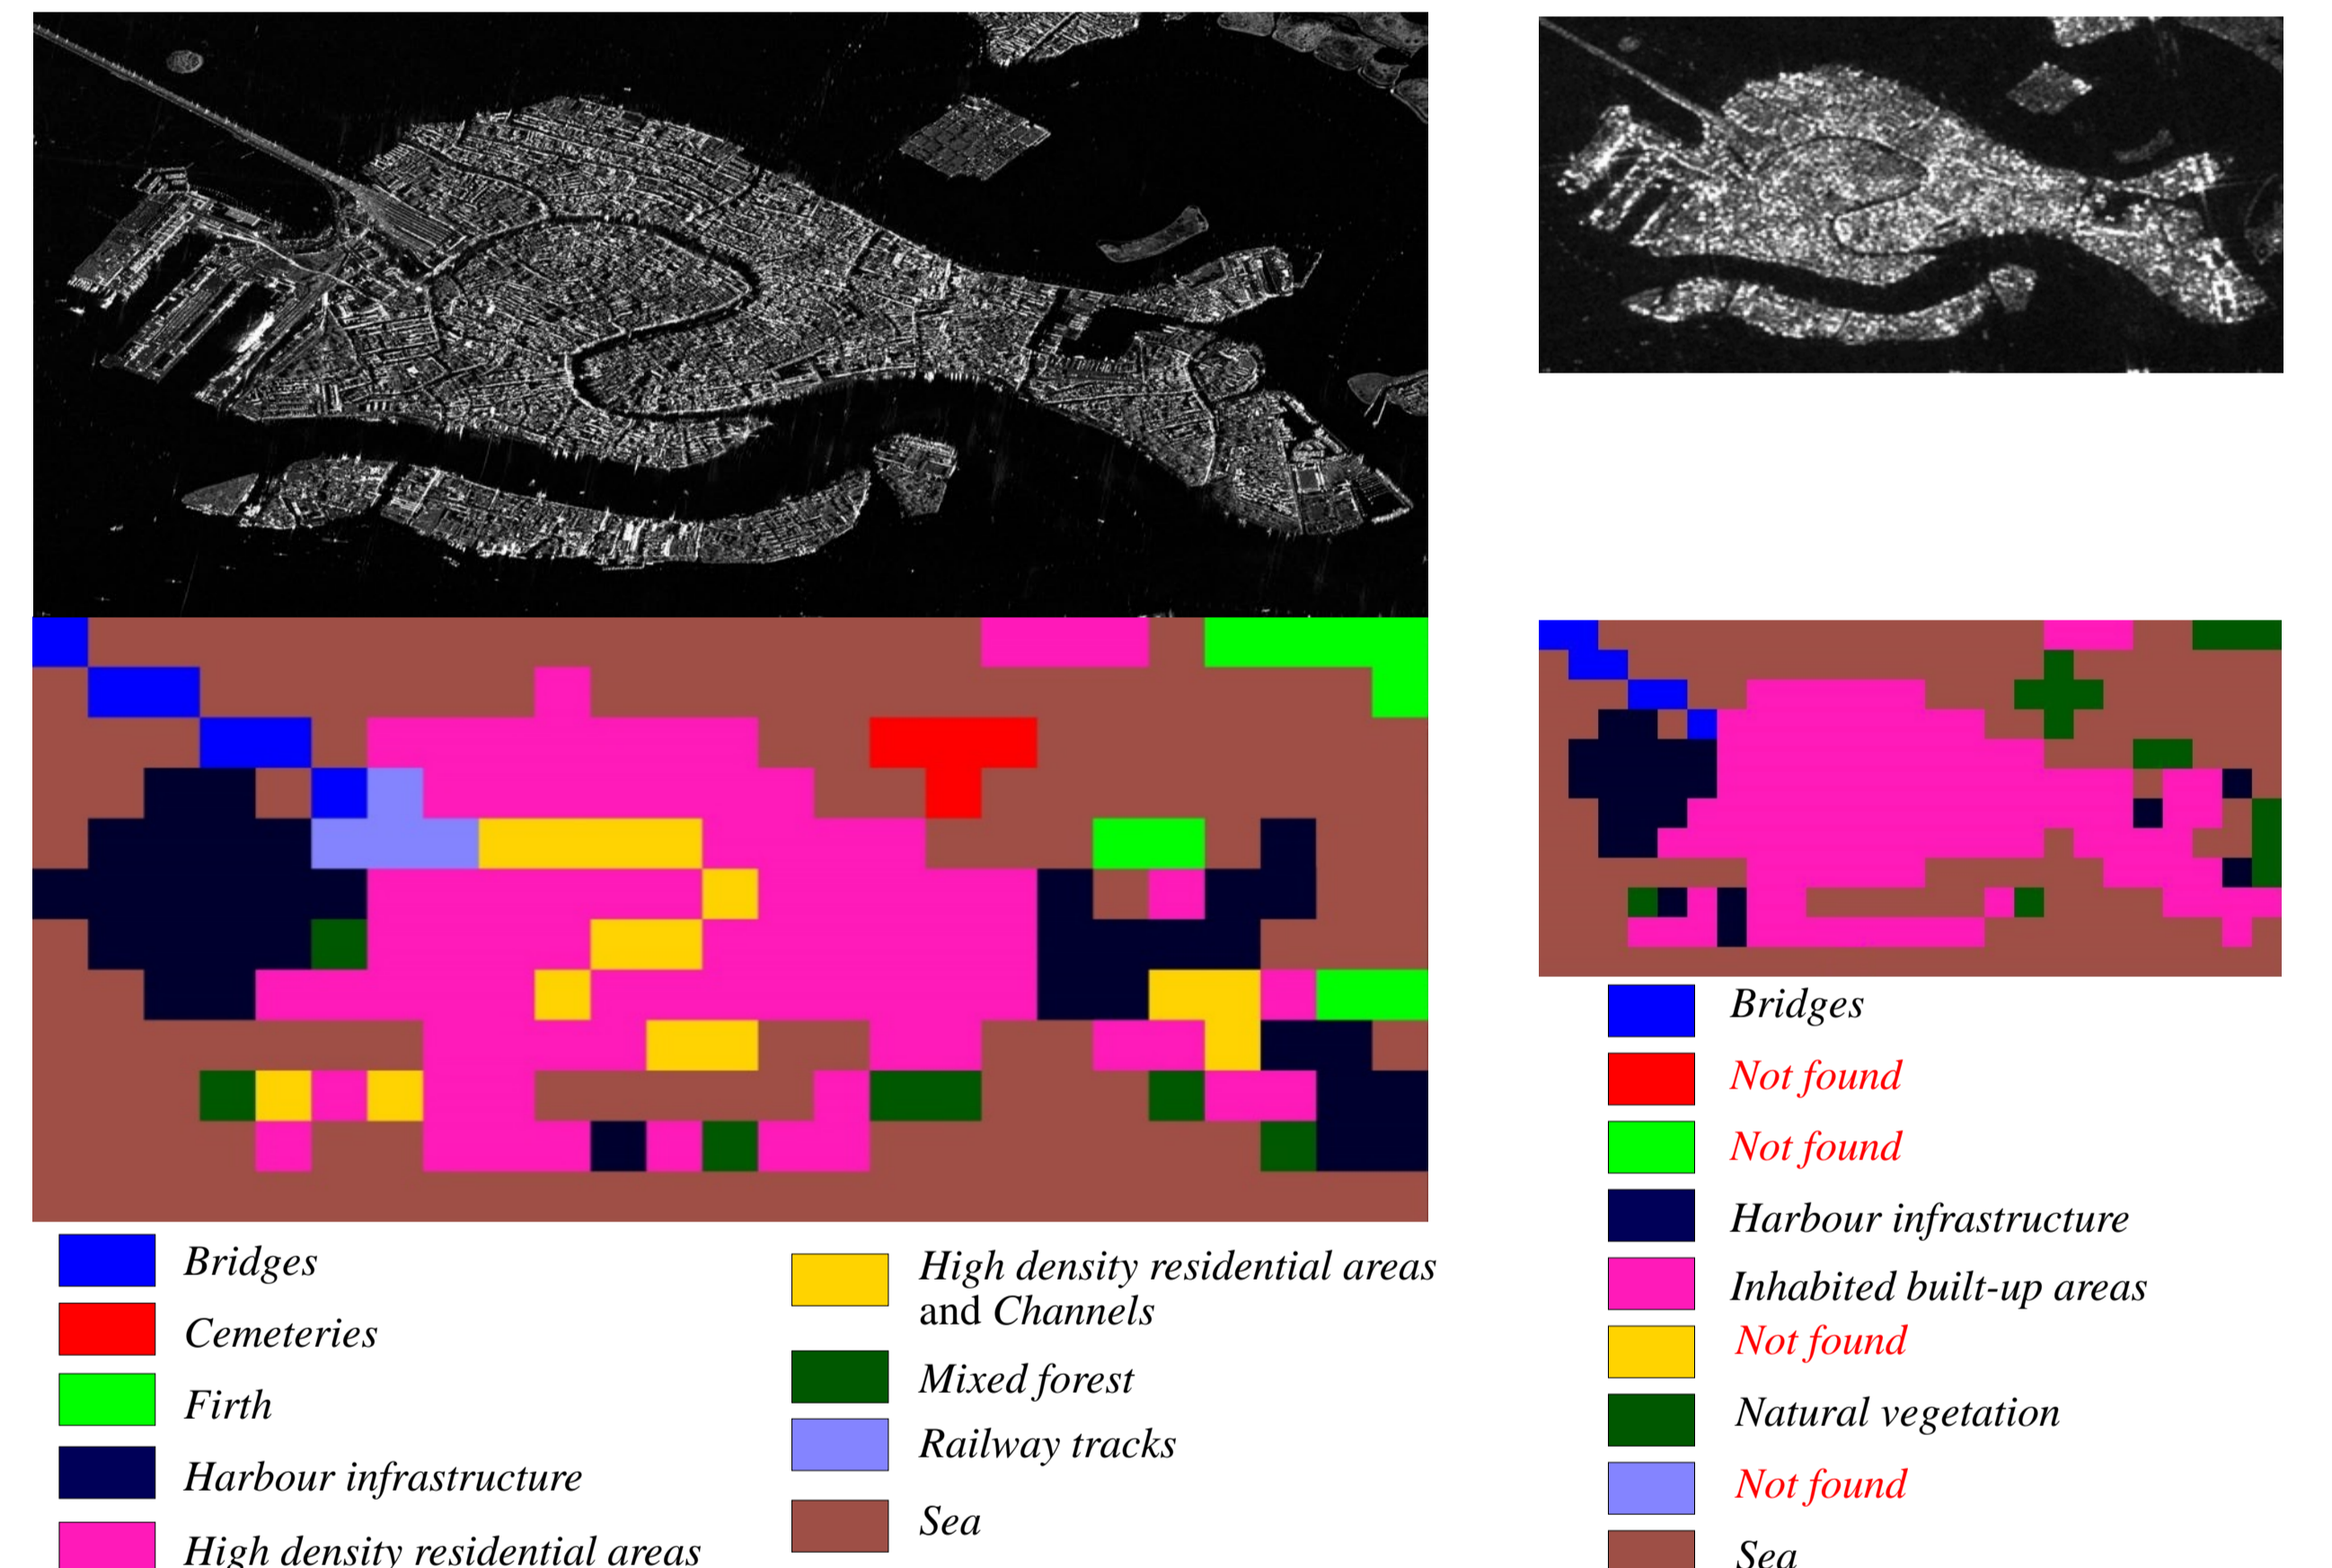 Bridges
Cemeteries
Firth
Harbour infrastructure
High density residential areas
High density residential areas
and Channels
Mixed forest
Railway tracks
Sea
Bridges
Not found
Not found
Harbour infrastructure
Inhabited built-up areas
Not found
Natural vegetation
Not found
Sea